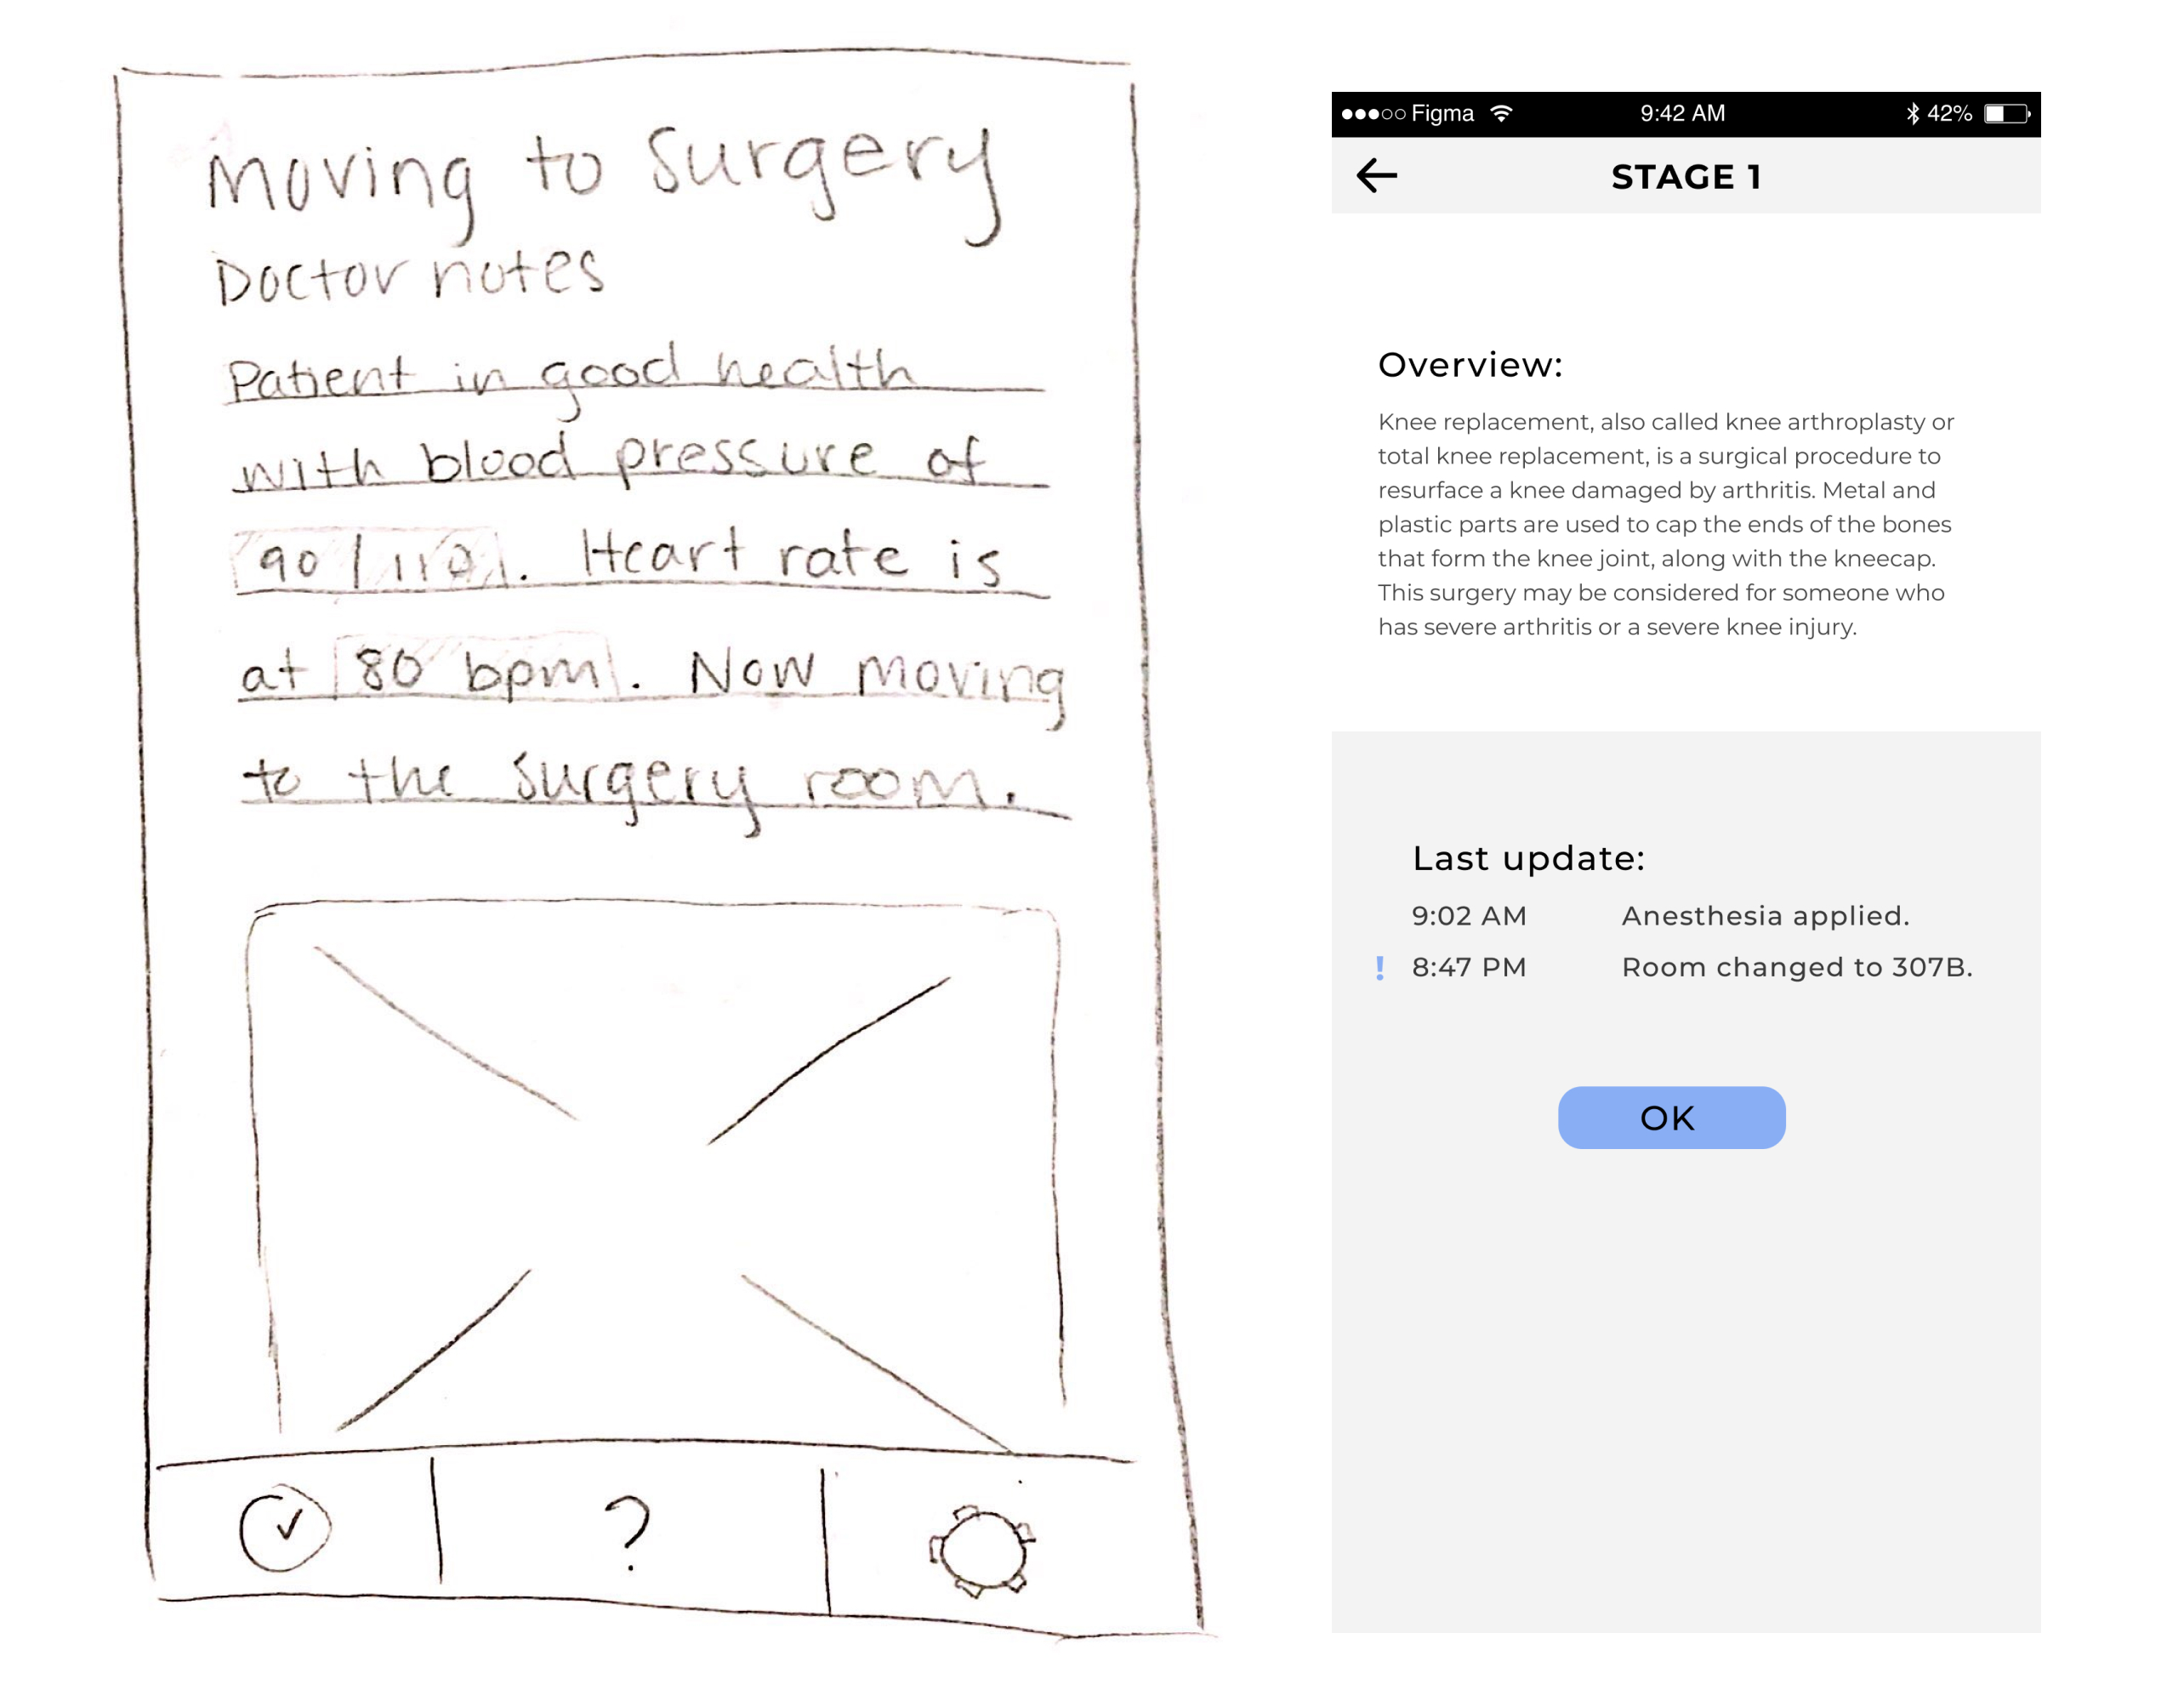 Moving to Surgery
Doctor notes
Patient in good health
with blood pressure of
90/110. Heart rate is
at 80 bpm. Now moving
to the surgery room.
?
Figma 9:42 AM 42%
STAGE 1
Overview:
Knee replacement, also called knee arthroplasty or
total knee replacement, is a surgical procedure to
resurface a knee damaged by arthritis. Metal and
plastic parts are used to cap the ends of the bones
that form the knee joint, along with the kneecap.
This surgery may be considered for someone who
has severe arthritis or a severe knee injury.
Last update:
9:02 AM Anesthesia applied.
! 8:47 PM Room changed to 307B.
OK